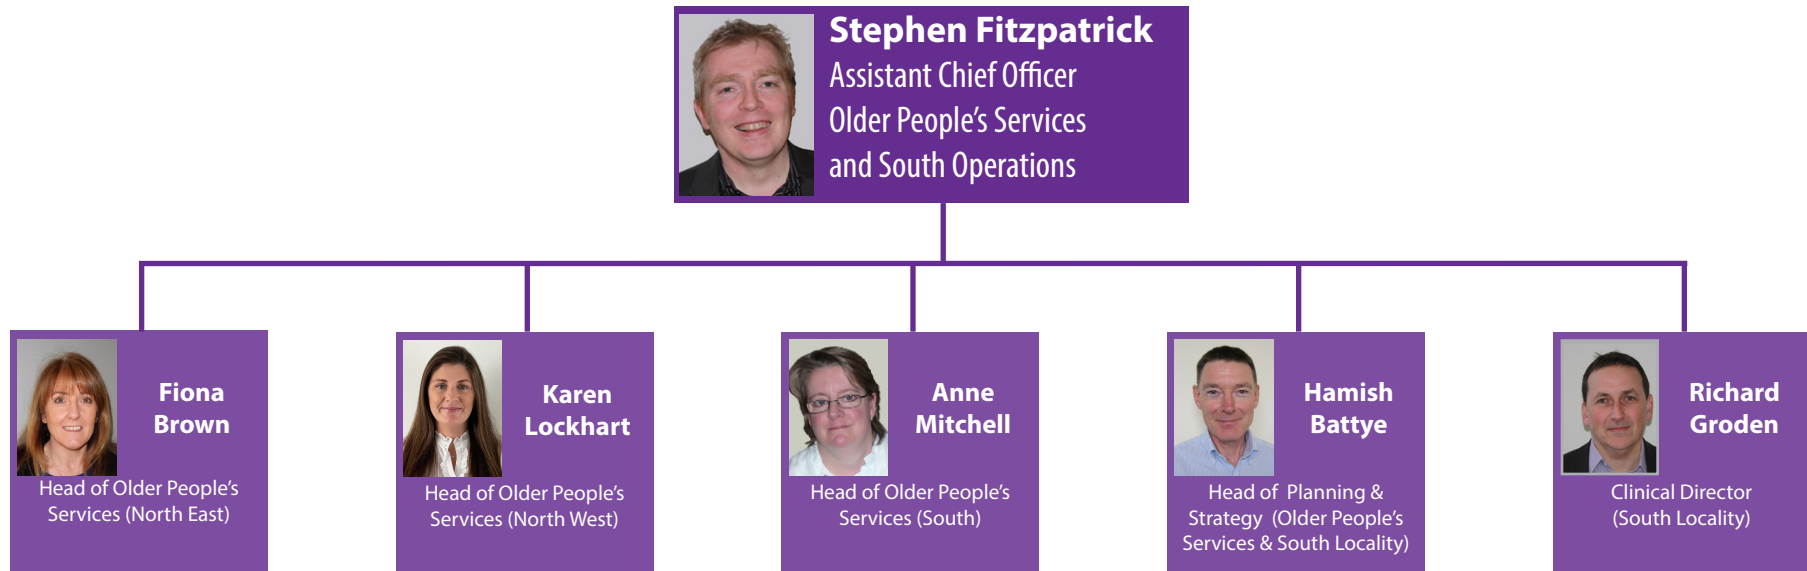 Stephen Fitzpatrick
Assistant Chief Officer
Older People’s Services
and South Operations
Fiona
Brown
Head of Older People’s
Services (North East)
Karen
Lockhart
Head of Older People’s
Services (North West)
Anne
Mitchell
Head of Older People’s
Services (South)
Hamish
Battye
Head of  Planning &
Strategy  (Older People’s
Services & South Locality)
Richard
Groden
Clinical Director
(South Locality)